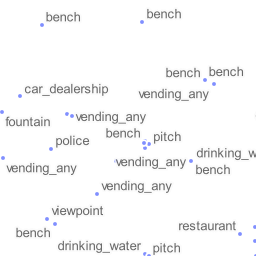 bench
bench
bench
bench
car_dealership
vending_any
fountain
vending_any
bench
pitch
police
vending_any
vending_any
drinking_w
bench
vending_any
viewpoint
bench
restaurant
drinking_water
pitch